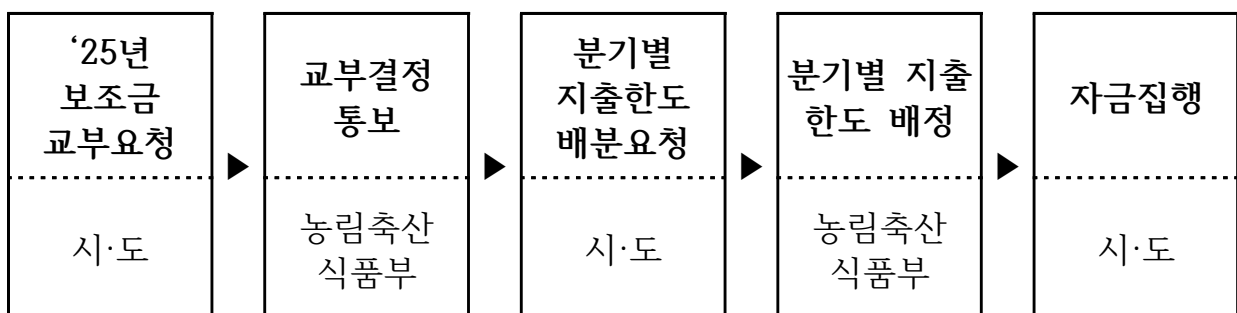 ‘25년
보조금
교부요청
시·도
▶
교부결정
통보
농림축산
식품부
▶
분기별
지출한도
배분요청
시·도
▶
분기별 지출
한도 배정
농림축산
식품부
▶
자금집행
시·도